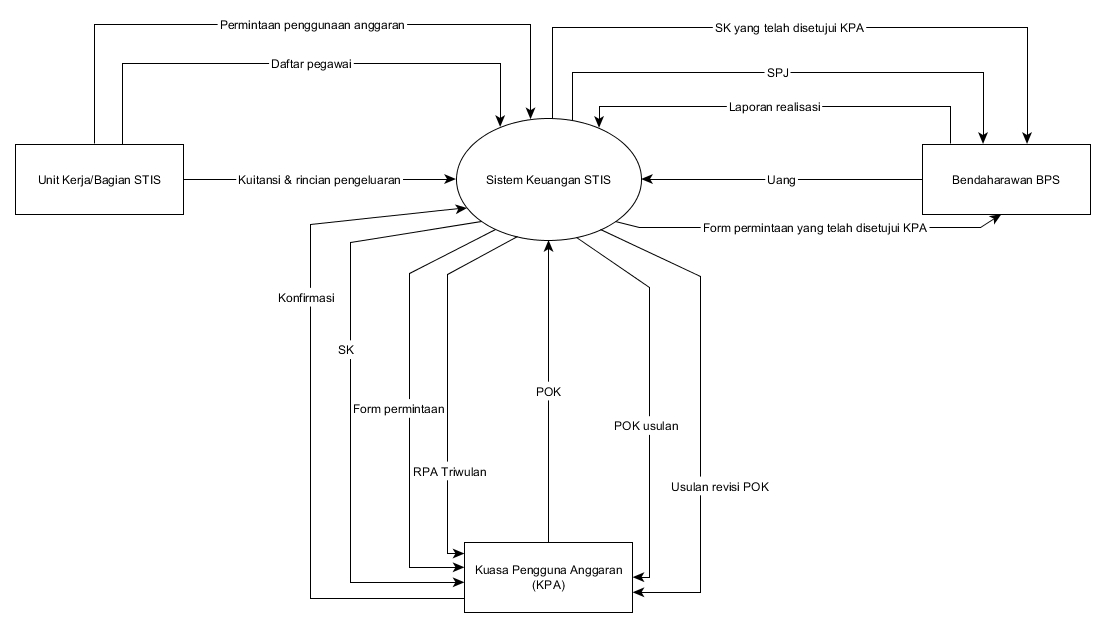 Permintaan penggunaan anggaran
SK yang telah disetujui KPA
Daftar pegawai
SPJ
Laporan realisasi
Unit Kerja/Bagian STIS
Kuitansi & rincian pengeluaran
Sistem Keuangan STIS
Uang
Bendaharawan BPS
Form permintaan yang telah disetujui KPA
Konfirmasi
SK
POK
Form permintaan
POK usulan
RPA Triwulan
Usulan revisi POK
Kuasa Pengguna Anggaran
(KPA)